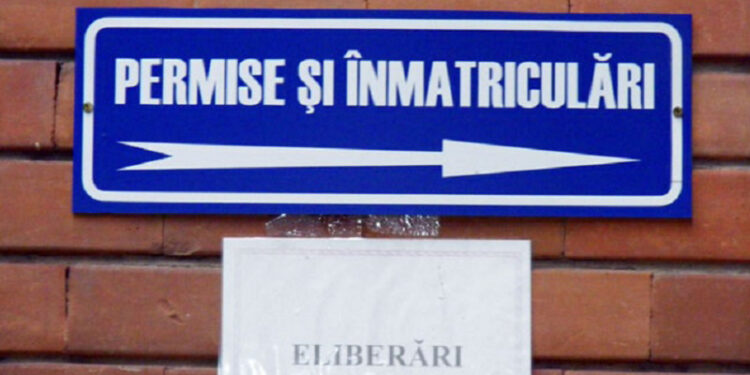 PERMISE ŞI ÎNMATRICULĂRI
ELIBERĂRI